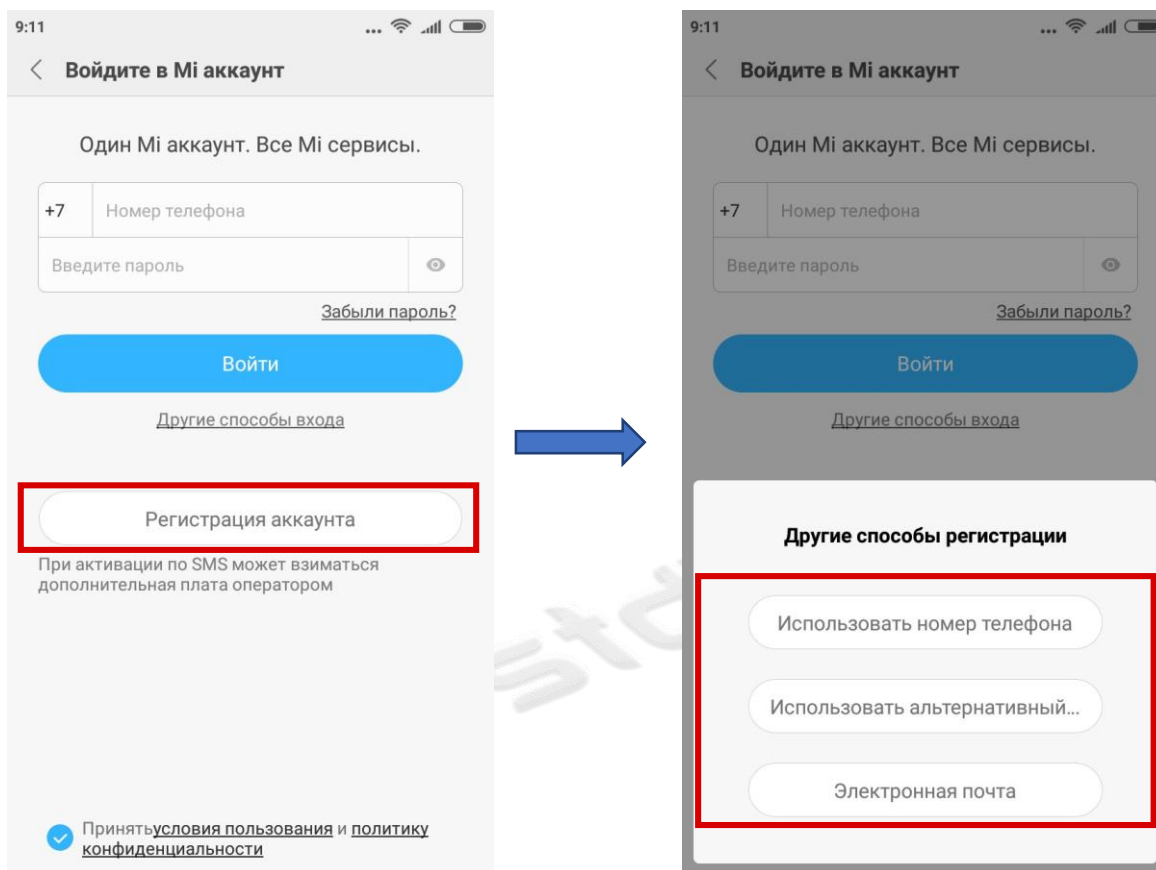 9:11
Войдите в Mi аккаунт
Один Mi аккаунт. Все Mi сервисы.
+7 Номер телефона
Введите пароль
Забыли пароль?
Войти
Другие способы входа
Регистрация аккаунта
При активации по SMS может взиматься
дополнительная плата оператором
Принятьусловия пользования и политику
конфиденциальности
9:11
Войдите в Mi аккаунт
Один Mi аккаунт. Все Mi сервисы.
+7 Номер телефона
Введите пароль
Забыли пароль?
Войти
Другие способы входа
Другие способы регистрации
Использовать номер телефона
Использовать альтернативный...
Электронная почта